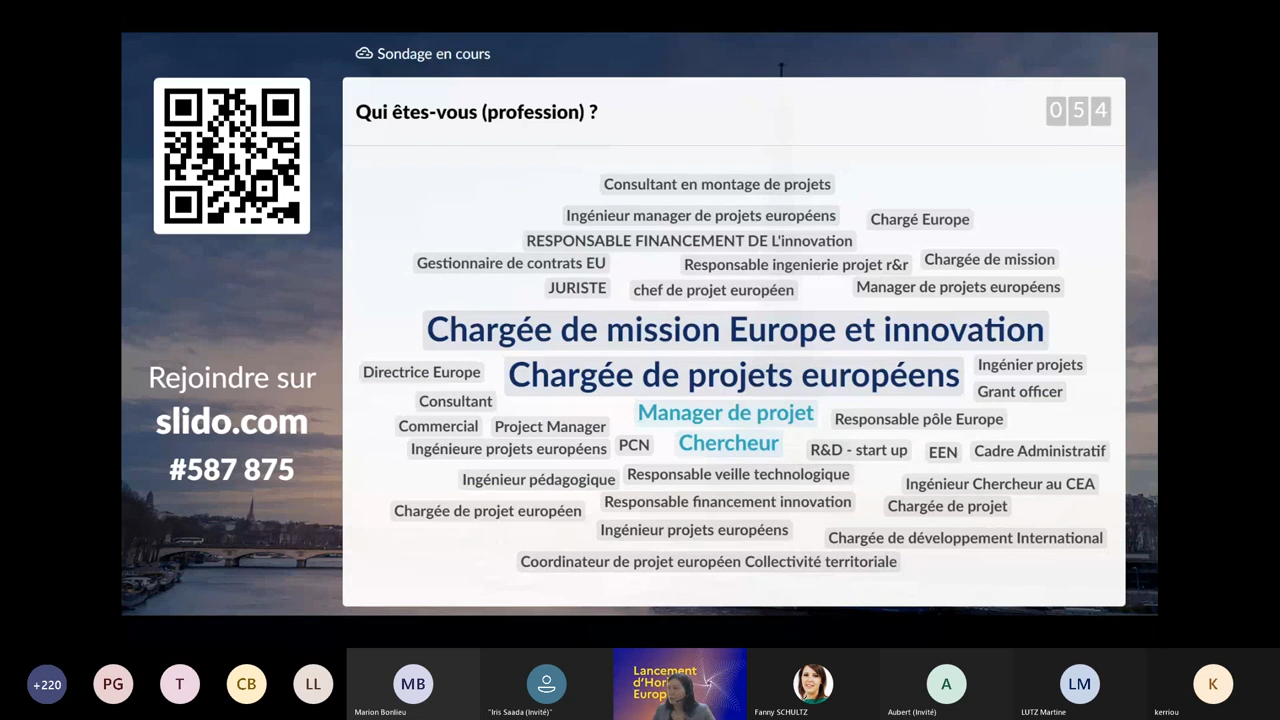 Sondage en cours
Qui êtes-vous (profession) ?
054
Consultant en montage de projets
Ingénieur manager de projets européens
Chargé Europe
RESPONSABLE FINANCEMENT DE L'innovation
Gestionnaire de contrats EU
Responsable ingenierie projet r&r
Chargée de mission
JURISTE
chef de projet européen
Manager de projets européens
Chargée de mission Europe et innovation
Directrice Europe
Chargée de projets européens
Ingénier projets
Grant officer
Consultant
Manager de projet
Responsable pôle Europe
Commercial
Project Manager
Ingénieure projets européens
PCN
Chercheur
R&D - start up
EEN
Cadre Administratif
Ingénieur pédagogique
Responsable veille technologique
Ingénieur Chercheur au CEA
Chargée de projet européen
Responsable financement innovation
Chargée de projet
Ingénieur projets européens
Chargée de développement International
Coordinateur de projet européen Collectivité territoriale
Rejoindre sur
slido.com
#587 875
+220
PG
T
CB
LL
MB
Marion Bonlieu
"Iris Saada (Invité)"
Lancement
d'Hori
Europ
Fanny SCHULTZ
A
Aubert (Invité)
LM
LUTZ Martine
K
kerriou